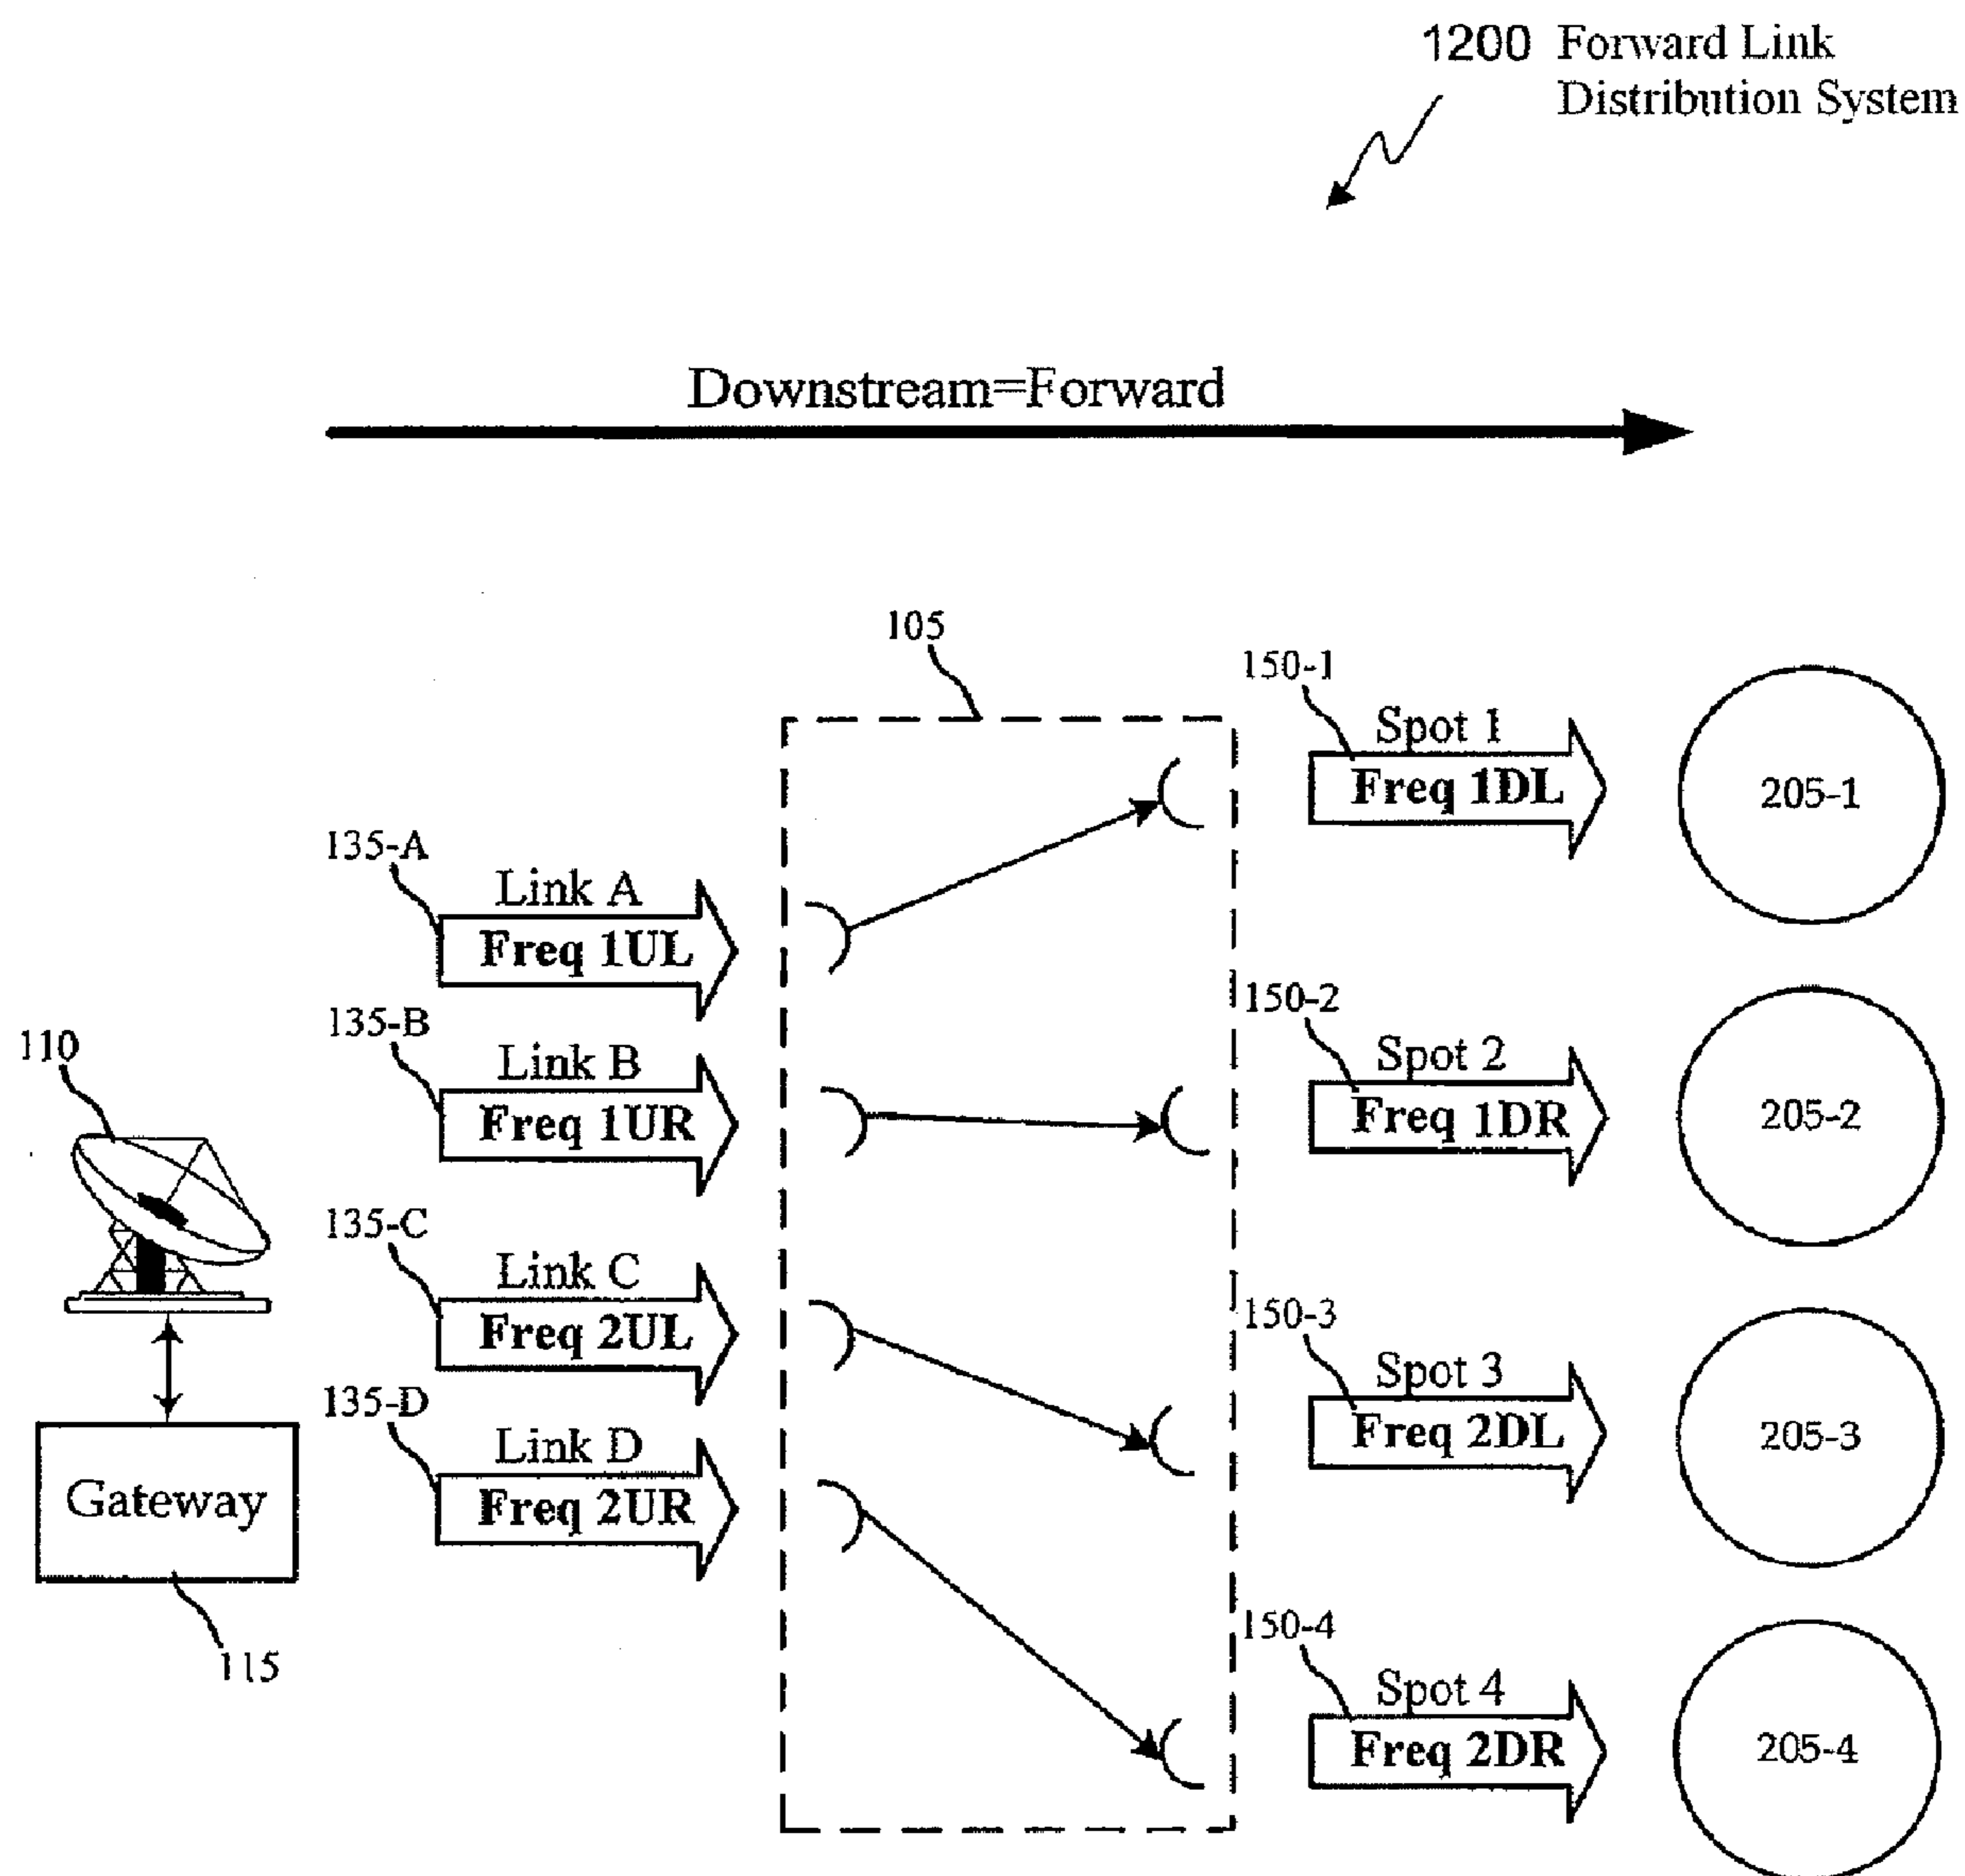 1200 Forward Link
Distribution System
Downstream=Forward
105
150-1
Spot 1
Freq 1DL
205-1
135-A
Link A
Freq 1UL
150-2
Spot 2
Freq 1DR
205-2
135-B
Link B
Freq 1UR
110
135-C
Link C
Freq 2UL
150-3
Spot 3
Freq 2DL
205-3
135-D
Link D
Freq 2UR
Gateway
115
150-4
Spot 4
Freq 2DR
205-4